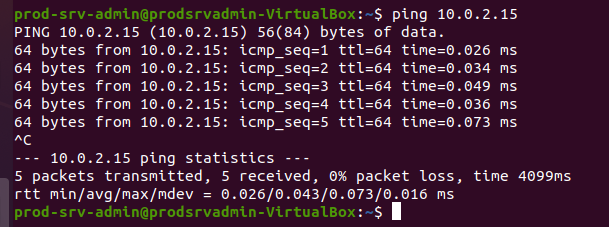 prod-srv-admin@prodsrvadmin-VirtualBox:~$ ping 10.0.2.15
PING 10.0.2.15 (10.0.2.15) 56(84) bytes of data.
64 bytes from 10.0.2.15: icmp_seq=1 ttl=64 time=0.026 ms
64 bytes from 10.0.2.15: icmp_seq=2 ttl=64 time=0.034 ms
64 bytes from 10.0.2.15: icmp_seq=3 ttl=64 time=0.049 ms
64 bytes from 10.0.2.15: icmp_seq=4 ttl=64 time=0.036 ms
64 bytes from 10.0.2.15: icmp_seq=5 ttl=64 time=0.073 ms
^C
--- 10.0.2.15 ping statistics ---
5 packets transmitted, 5 received, 0% packet loss, time 4099ms
rtt min/avg/max/mdev = 0.026/0.043/0.073/0.016 ms
prod-srv-admin@prodsrvadmin-VirtualBox:~$